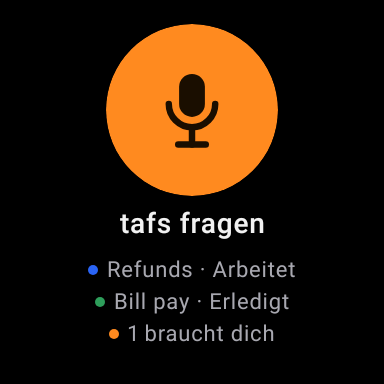 tafs fragen
Refunds · Arbeitet
Bill pay · Erledigt
1 braucht dich